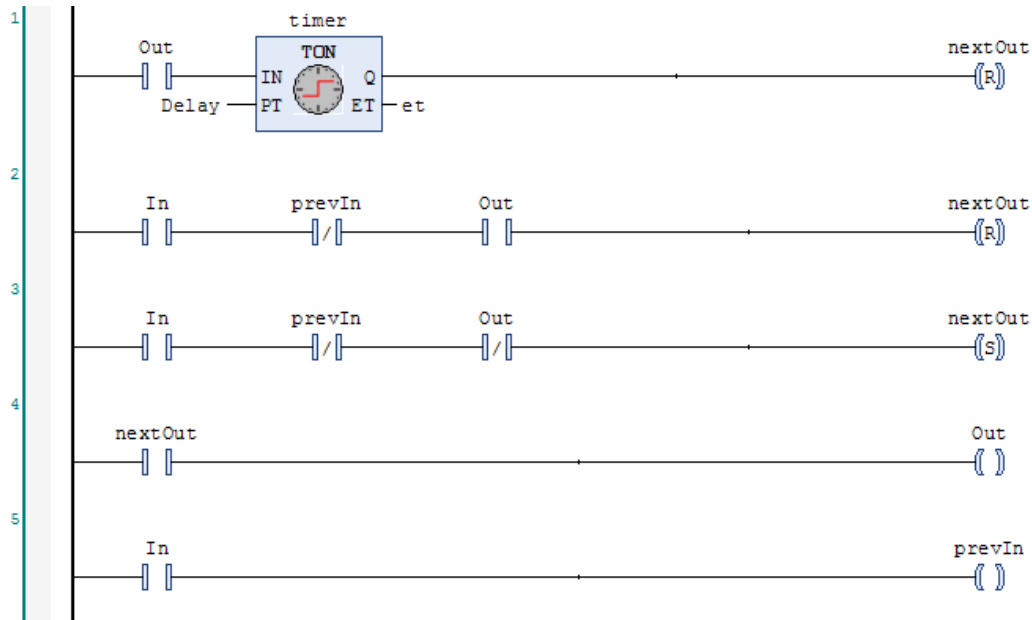 1
timer
Out
TON
nextOut
IN Q
R
Delay PT ET et
2
In prevIn Out nextOut
/ R
3
In prevIn Out nextOut
/ / S
4
nextOut Out
5
In prevIn